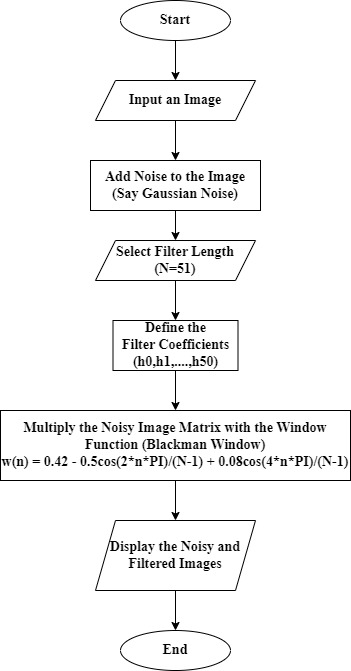 Start
Input an Image
Add Noise to the Image
(Say Gaussian Noise)
Select Filter Length
(N=51)
Define the
Filter Coefficients
(h0,h1,....,h50)
Multiply the Noisy Image Matrix with the Window
Function (Blackman Window)
w(n) = 0.42 - 0.5cos(2*n*PI)/(N-1) + 0.08cos(4*n*PI)/(N-1)
Display the Noisy and
Filtered Images
End